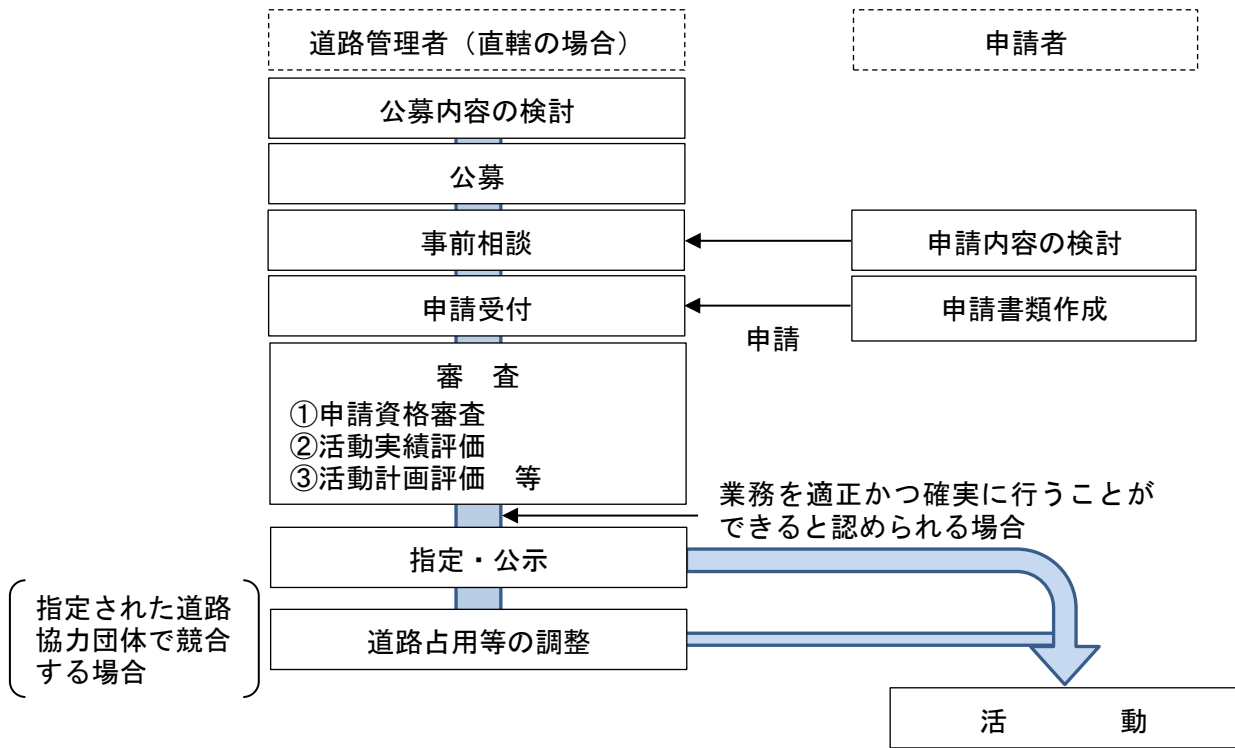 道路管理者（直轄の場合）
申請者
公募内容の検討
公募
事前相談
申請内容の検討
申請受付
申請書類作成
申請
審　査
①申請資格審査
②活動実績評価
③活動計画評価　等
業務を適正かつ確実に行うことが
できると認められる場合
指定・公示
指定された道路
協力団体で競合
する場合
道路占用等の調整
活　　　動